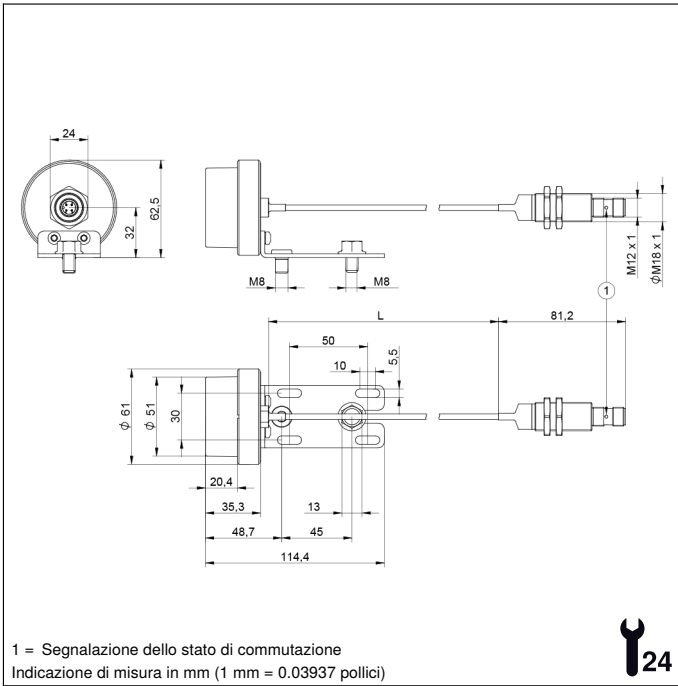 24
62,5
32
M8
M8
M12 x 1
ϕM18 x 1
1
L
81,2
50
10
5,5
ϕ 61
ϕ 51
30
20,4
35,3
13
48,7
45
114,4
1 = Segnalazione dello stato di commutazione
Indicazione di misura in mm (1 mm = 0.03937 pollici)
24